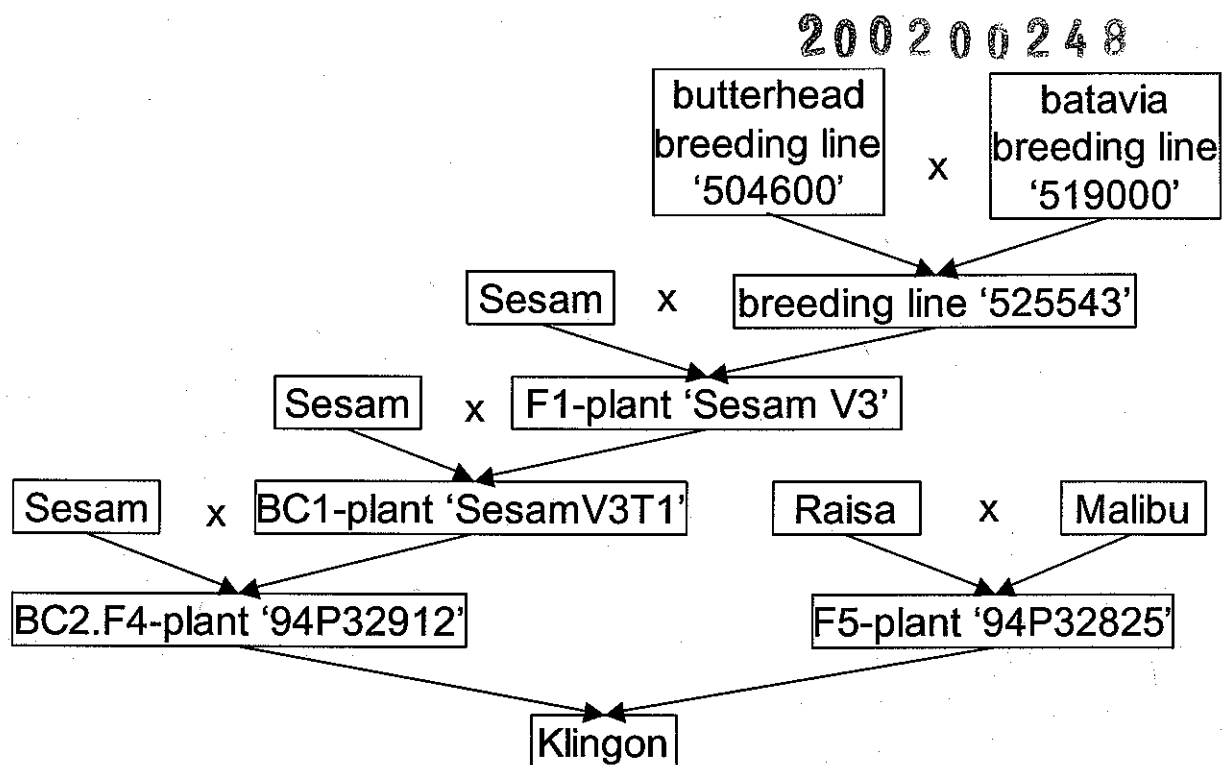 200200248
butterhead
breeding line
‘504600’
x
batavia
breeding line
‘519000’
Sesam
x
breeding line ‘525543’
Sesam
x
F1-plant ‘Sesam V3’
Sesam
x
BC1-plant ‘SesamV3T1’
Raisa
x
Malibu
BC2.F4-plant ‘94P32912’
F5-plant ‘94P32825’
Klingon